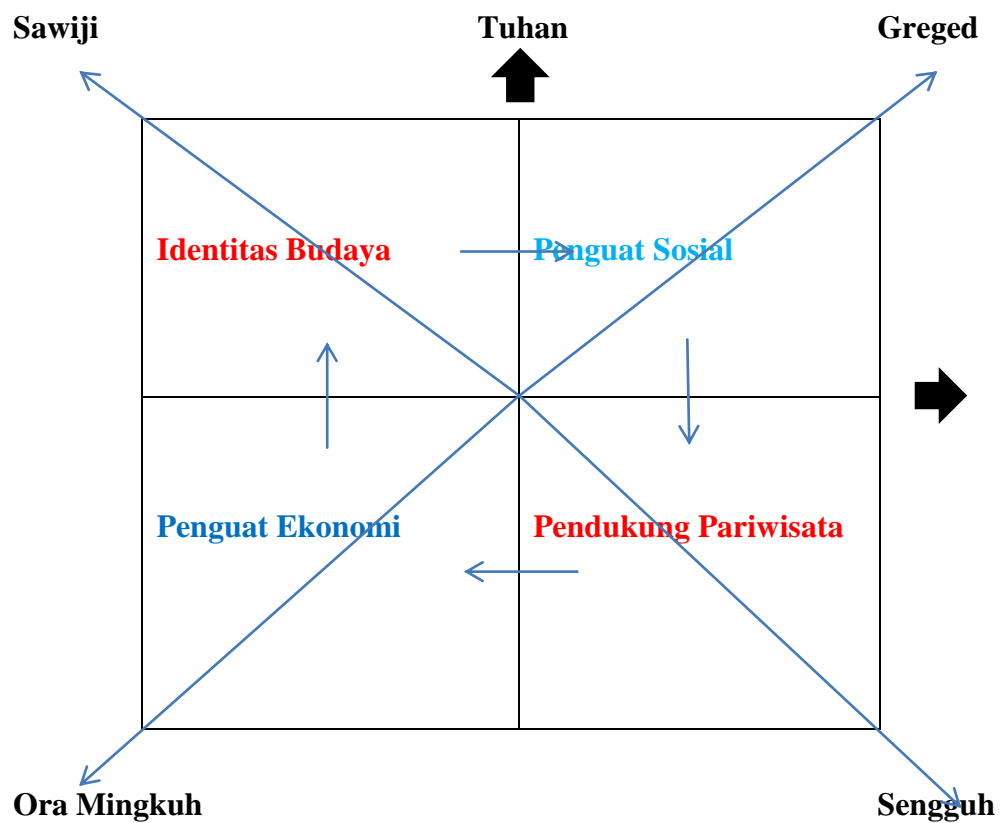 Sawiji
Tuhan
Greged
Identitas Budaya
Penguat Sosial
Penguat Ekonomi
Pendukung Pariwisata
Ora Mingkuh
Sengguh